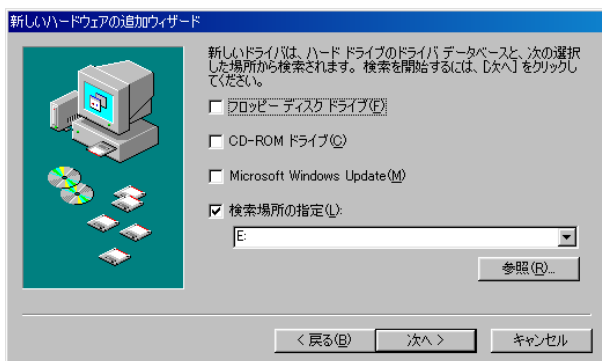 新しいハードウェアの追加ウィザード
新しいドライバは、ハード ドライブのドライバ データベースと、次の選択
した場所から検索されます。検索を開始するには、[次へ] をクリックし
てください。
フロッピー ディスク ドライブ(F)
CD-ROM ドライブ(C)
Microsoft Windows Update(M)
検索場所の指定(L):
E:
参照(R)...
< 戻る(B)
次へ >
キャンセル